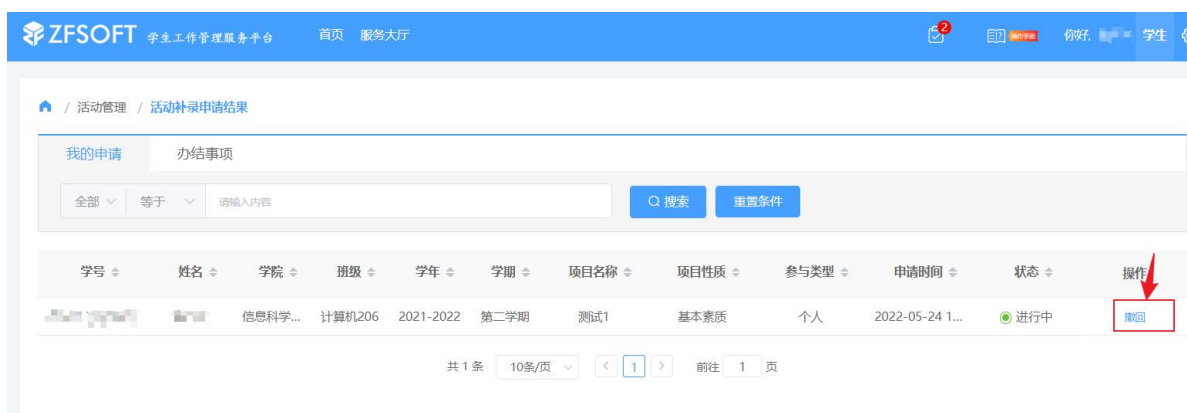 ZFSOFT 学生工作管理服务平台 首页 服务大厅 2 操作手册 你好, 学生
/ 活动管理 / 活动补录申请结果
我的申请 办结事项
全部 等于 请输入内容 搜索 重置条件
学号 姓名 学院 班级 学年 学期 项目名称 项目性质 参与类型 申请时间 状态 操作
信息科学... 计算机206 2021-2022 第二学期 测试1 基本素质 个人 2022-05-24 1... 进行中 撤回
共 1 条 10条/页 < 1 > 前往 1 页